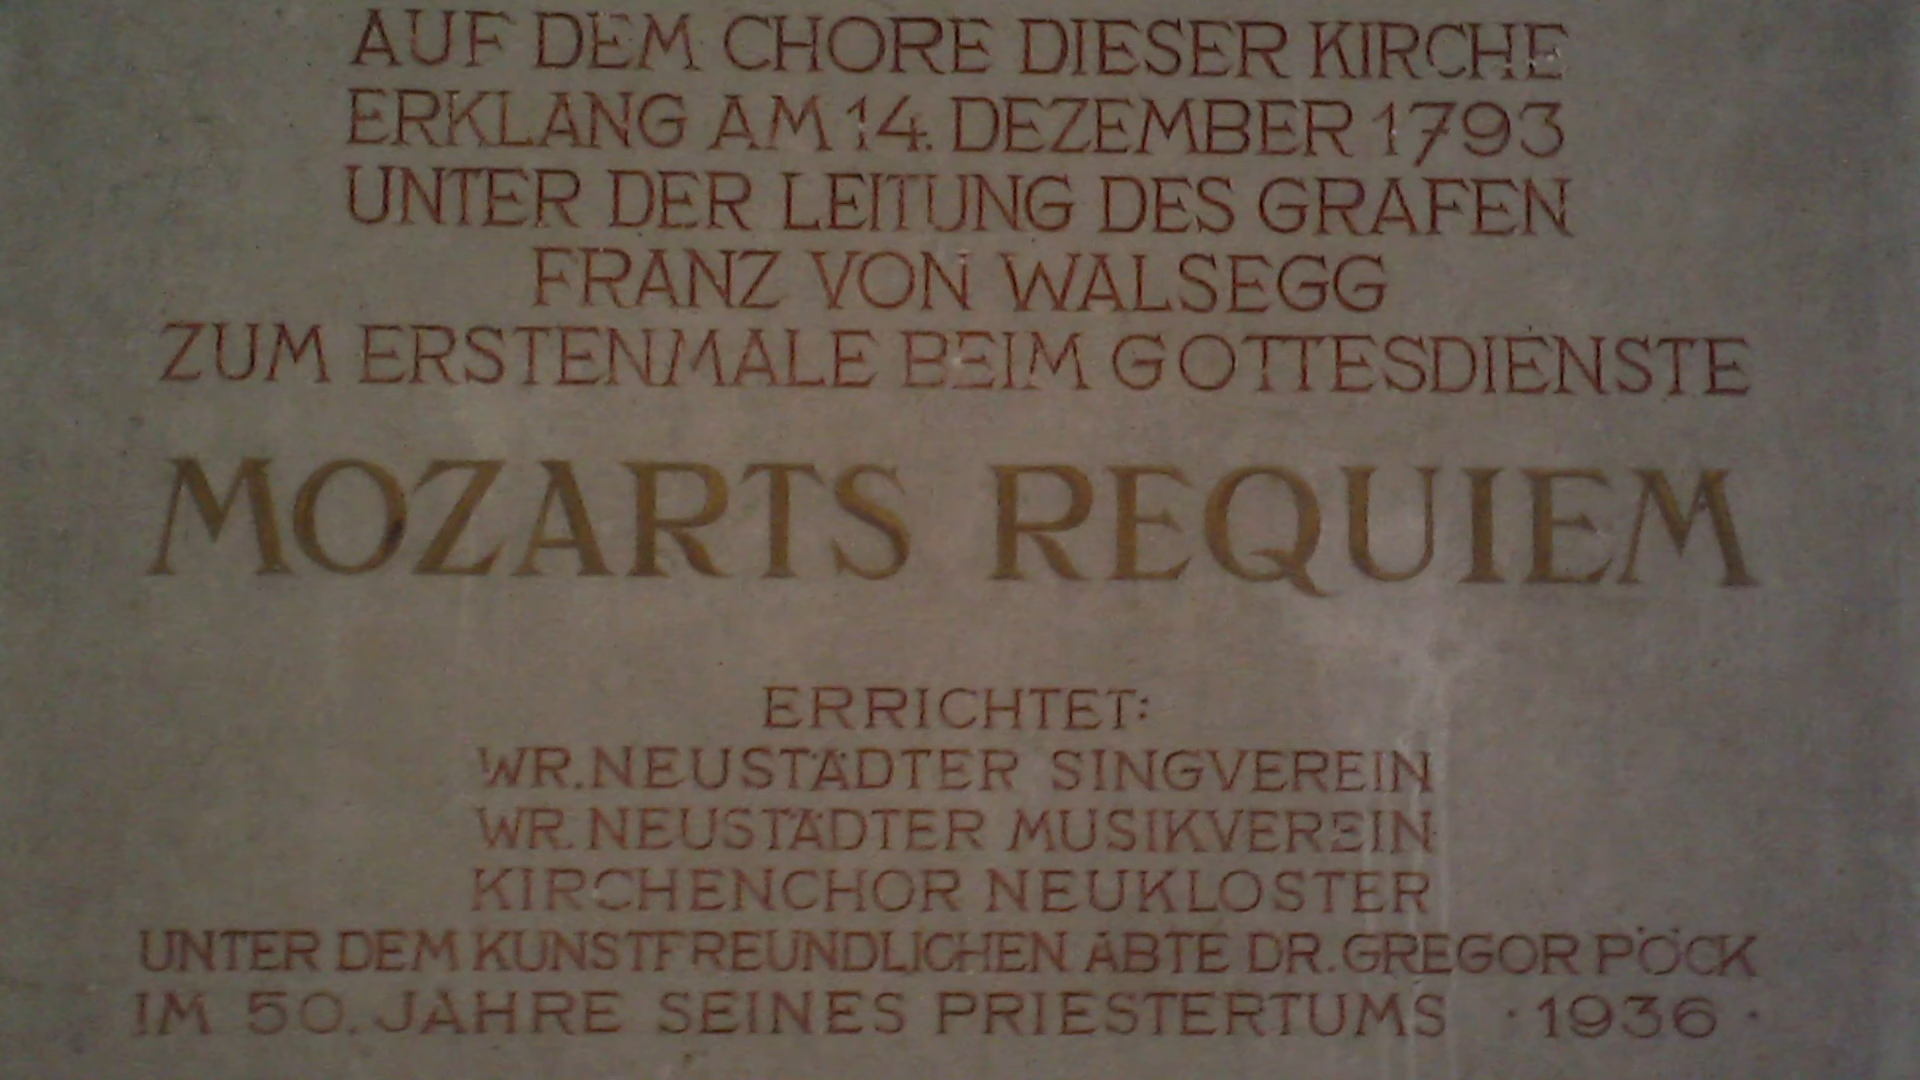 AUF DEM CHORE DIESER KIRCHE
ERKLANG AM 14. DEZEMBER 1793
UNTER DER LEITUNG DES GRAFEN
FRANZ VON WALSEGG
ZUM ERSTENMALE BEIM GOTTESDIENSTE
MOZARTS REQUIEM
ERRICHTET:
WR. NEUSTÄDTER SINGVEREIN
WR. NEUSTÄDTER MUSIKVEREIN
KIRCHENCHOR NEUKLOSTER
UNTER DEM KUNSTFREUNDLICHEN ABTE DR. GREGOR PÖCK
IM 50. JAHRE SEINES PRIESTERTUMS · 1936 ·